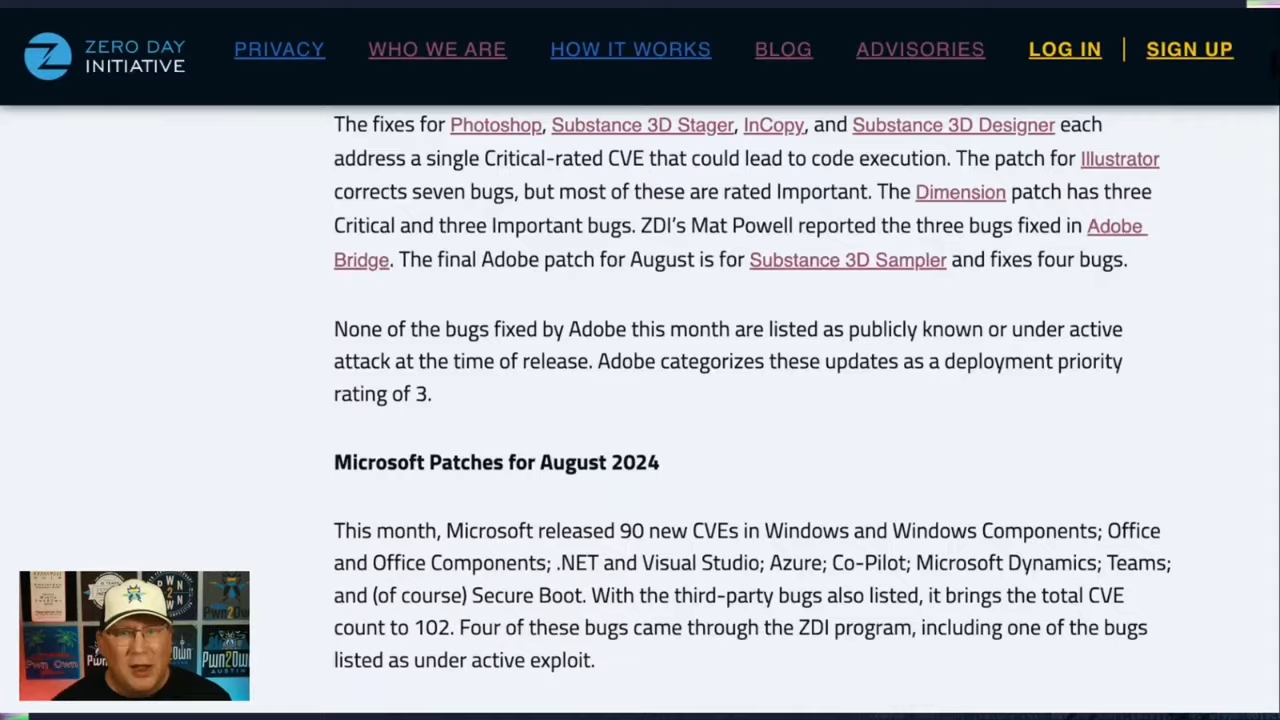 ZERO DAY
INITIATIVE
PRIVACY
WHO WE ARE
HOW IT WORKS
BLOG
ADVISORIES
LOG IN
SIGN UP
The fixes for Photoshop, Substance 3D Stager, InCopy, and Substance 3D Designer each
address a single Critical-rated CVE that could lead to code execution. The patch for Illustrator
corrects seven bugs, but most of these are rated Important. The Dimension patch has three
Critical and three Important bugs. ZDI’s Mat Powell reported the three bugs fixed in Adobe
Bridge. The final Adobe patch for August is for Substance 3D Sampler and fixes four bugs.
None of the bugs fixed by Adobe this month are listed as publicly known or under active
attack at the time of release. Adobe categorizes these updates as a deployment priority
rating of 3.
Microsoft Patches for August 2024
This month, Microsoft released 90 new CVEs in Windows and Windows Components; Office
and Office Components; .NET and Visual Studio; Azure; Co-Pilot; Microsoft Dynamics; Teams;
and (of course) Secure Boot. With the third-party bugs also listed, it brings the total CVE
count to 102. Four of these bugs came through the ZDI program, including one of the bugs
listed as under active exploit.
Pwn2Own
AUSTIN